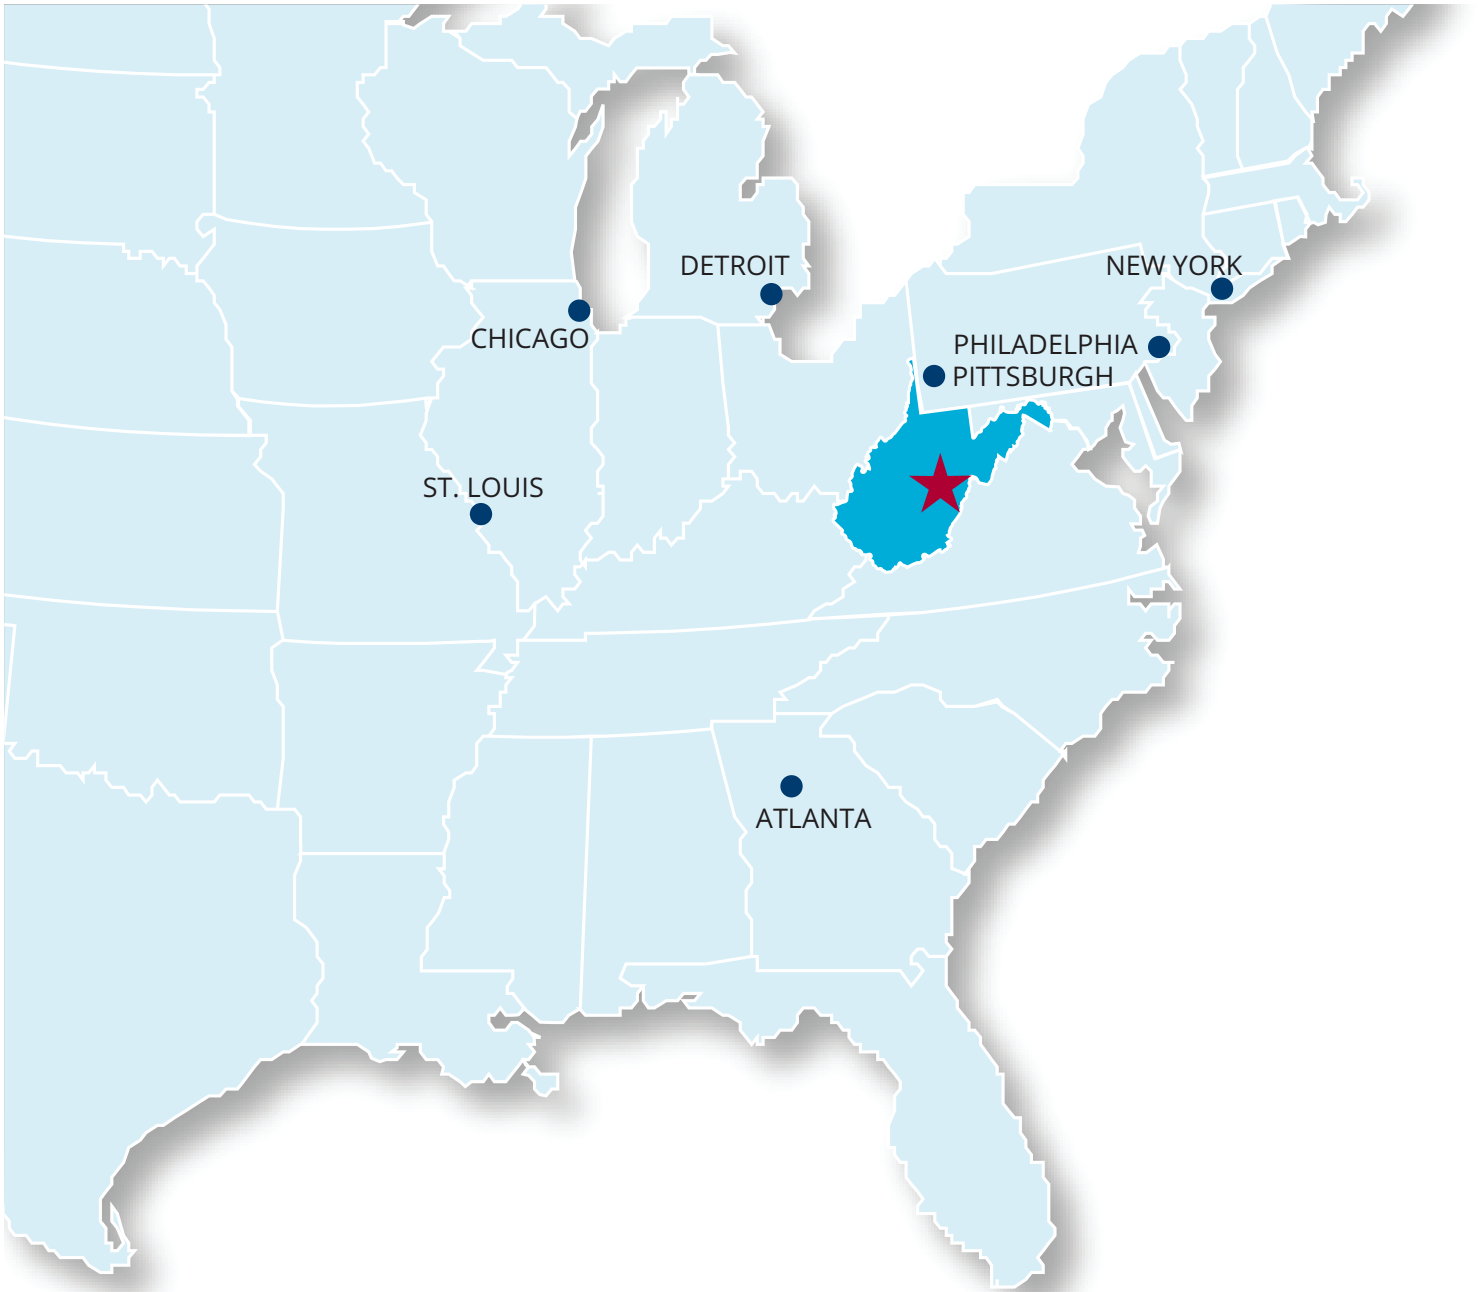 DETROIT
NEW YORK
CHICAGO
PHILADELPHIA
PITTSBURGH
ST. LOUIS
ATLANTA